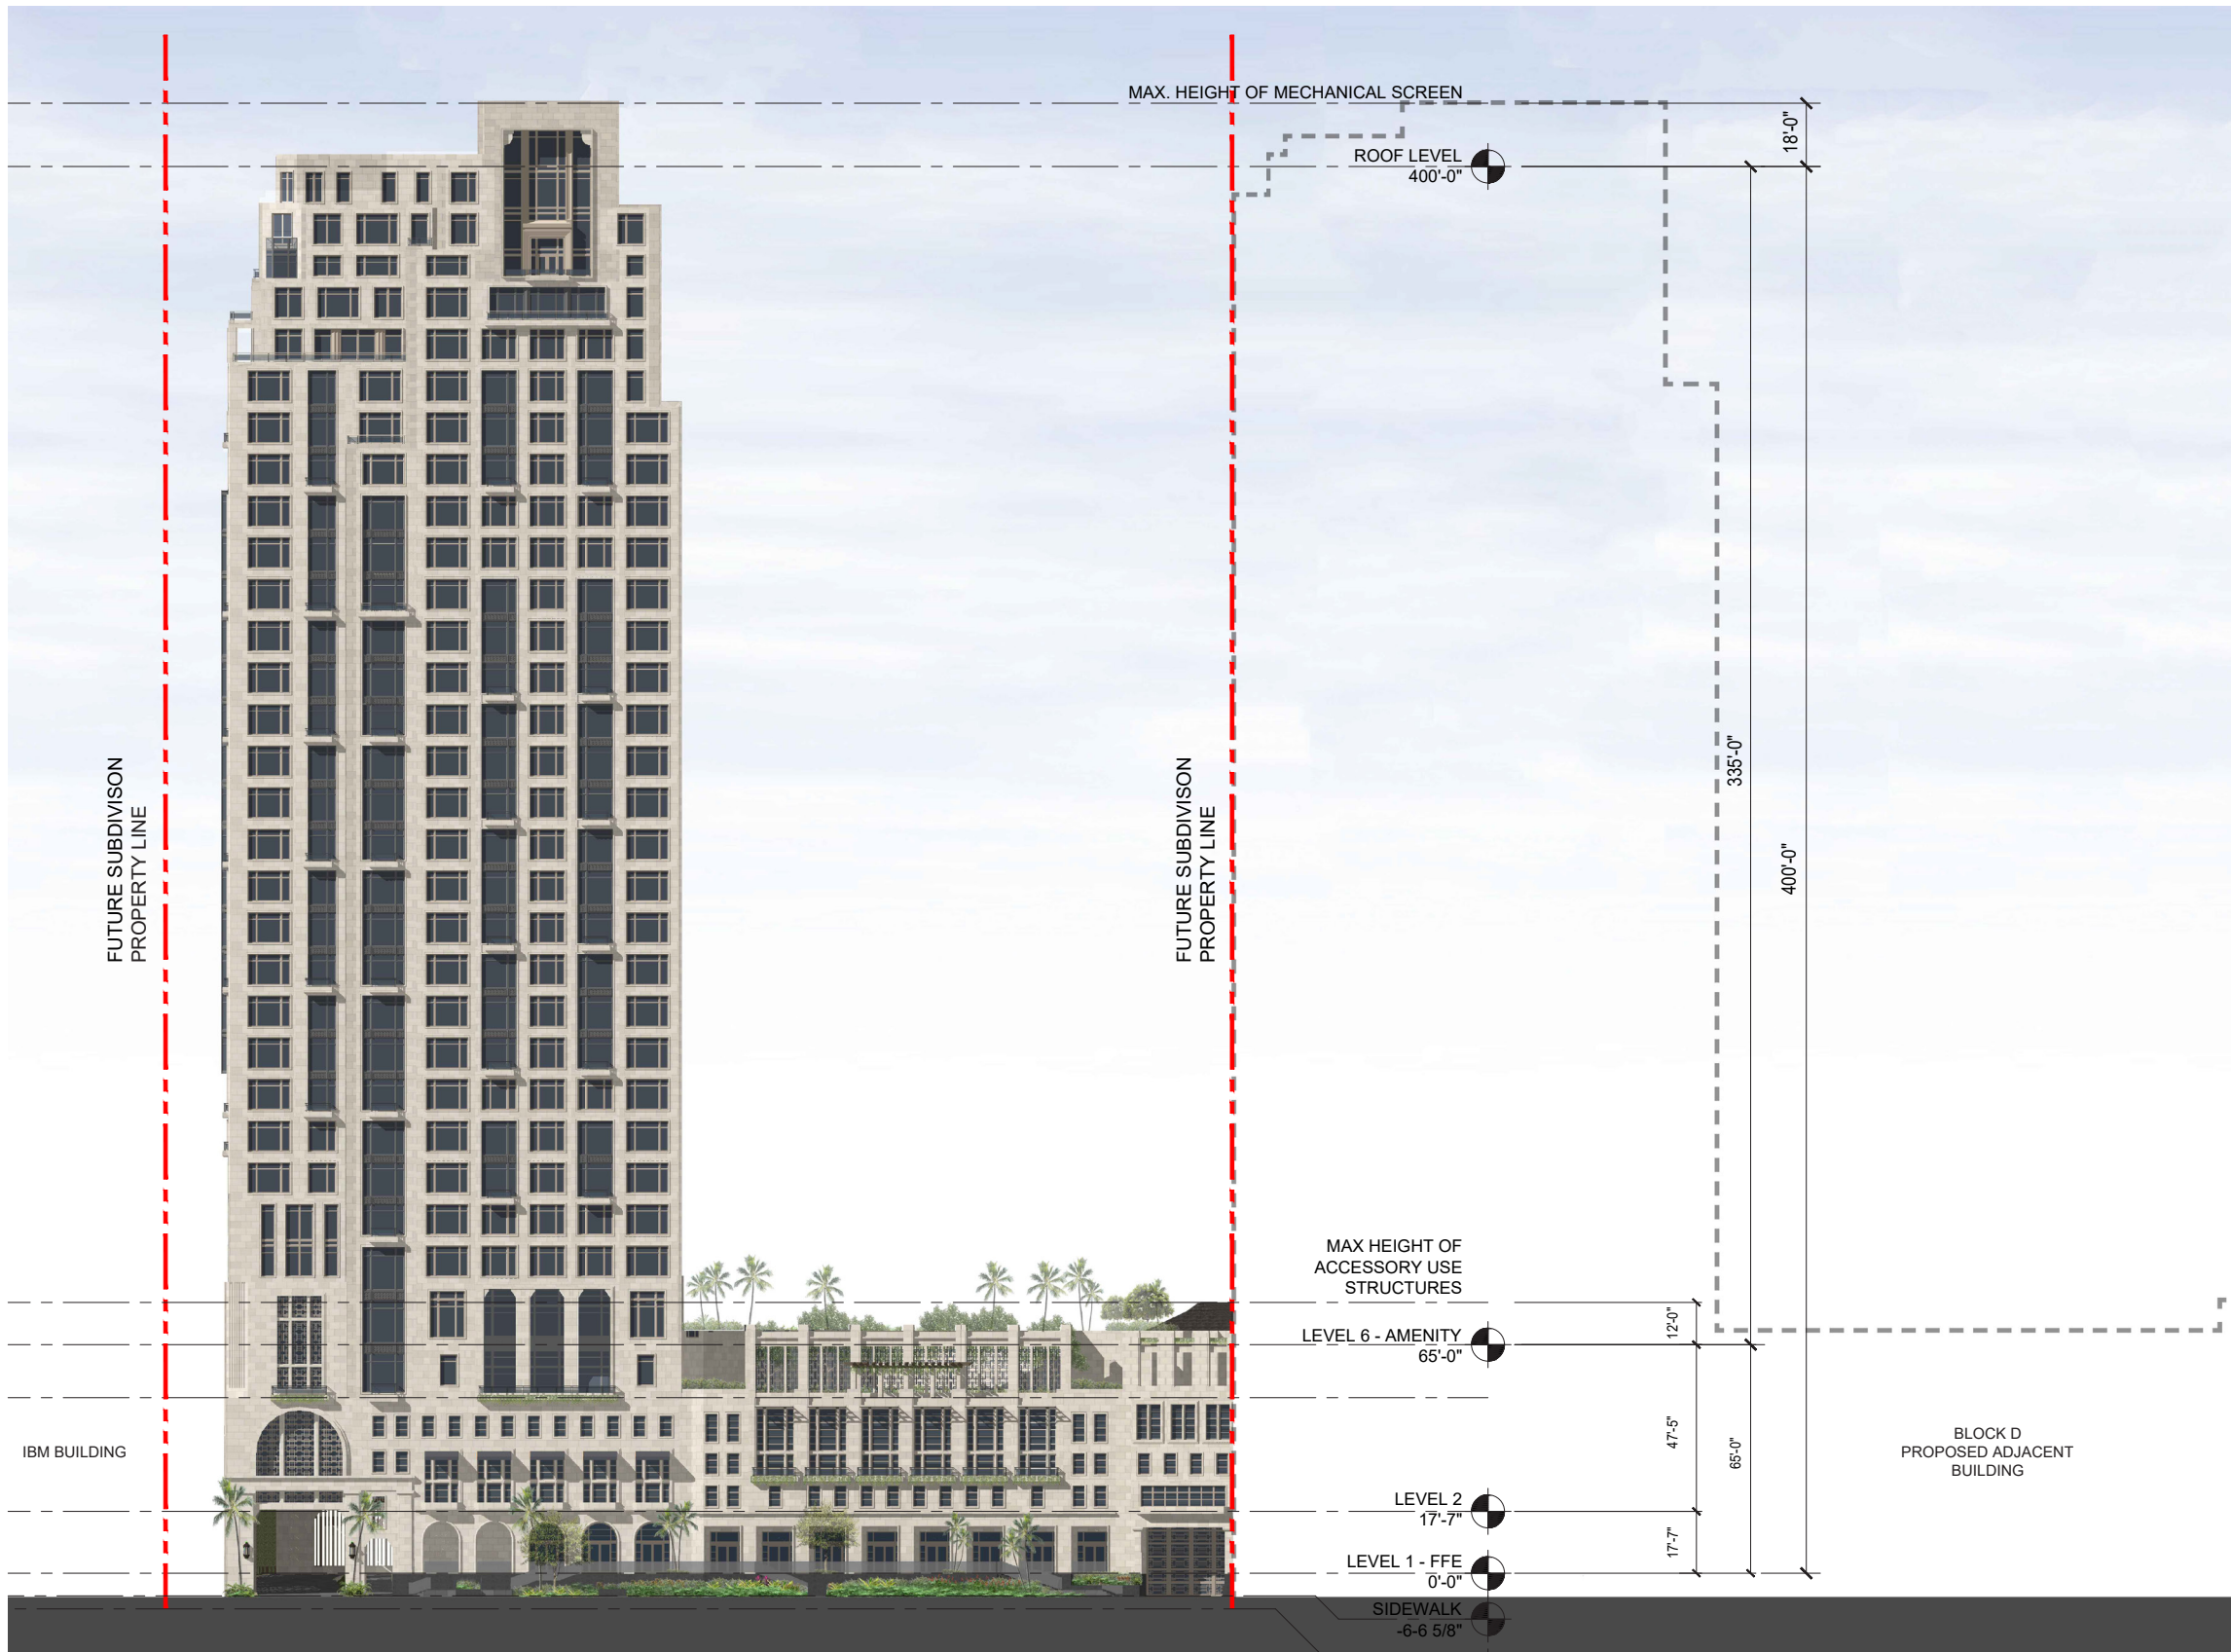 MAX. HEIGHT OF MECHANICAL SCREEN
18'-0"
ROOF LEVEL
400'-0"
FUTURE SUBDIVISON
PROPERTY LINE
FUTURE SUBDIVISON
PROPERTY LINE
335'-0"
400'-0"
MAX HEIGHT OF
ACCESSORY USE
STRUCTURES
12'-0"
LEVEL 6 - AMENITY
65'-0"
47'-5"
65'-0"
IBM BUILDING
BLOCK D
PROPOSED ADJACENT
BUILDING
LEVEL 2
17'-7"
17'-7"
LEVEL 1 - FFE
0'-0"
SIDEWALK
-6-6 5/8"